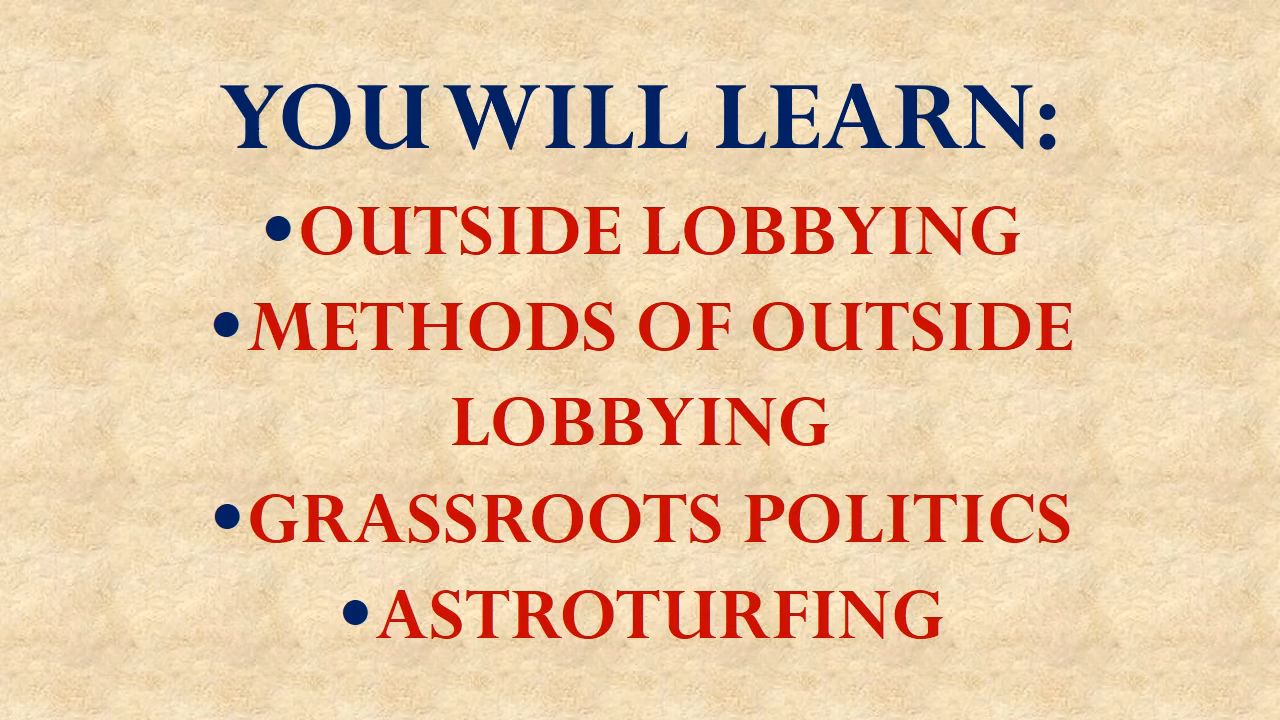 YOU WILL LEARN:
•OUTSIDE LOBBYING
•METHODS OF OUTSIDE
LOBBYING
•GRASSROOTS POLITICS
•ASTROTURFING